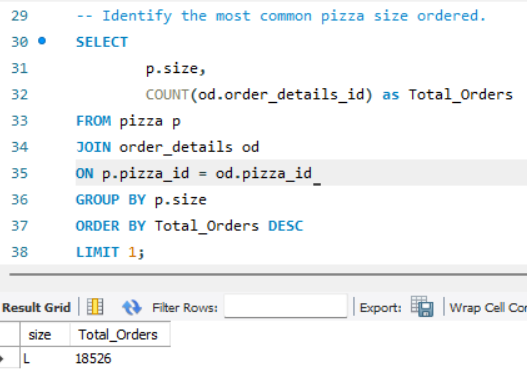 29 -- Identify the most common pizza size ordered.
30 SELECT
31 p.size,
32 COUNT(od.order_details_id) as Total_Orders
33 FROM pizza p
34 JOIN order_details od
35 ON p.pizza_id = od.pizza_id
36 GROUP BY p.size
37 ORDER BY Total_Orders DESC
38 LIMIT 1;
Result Grid Filter Rows: Export: Wrap Cell Con
size Total_Orders
L 18526